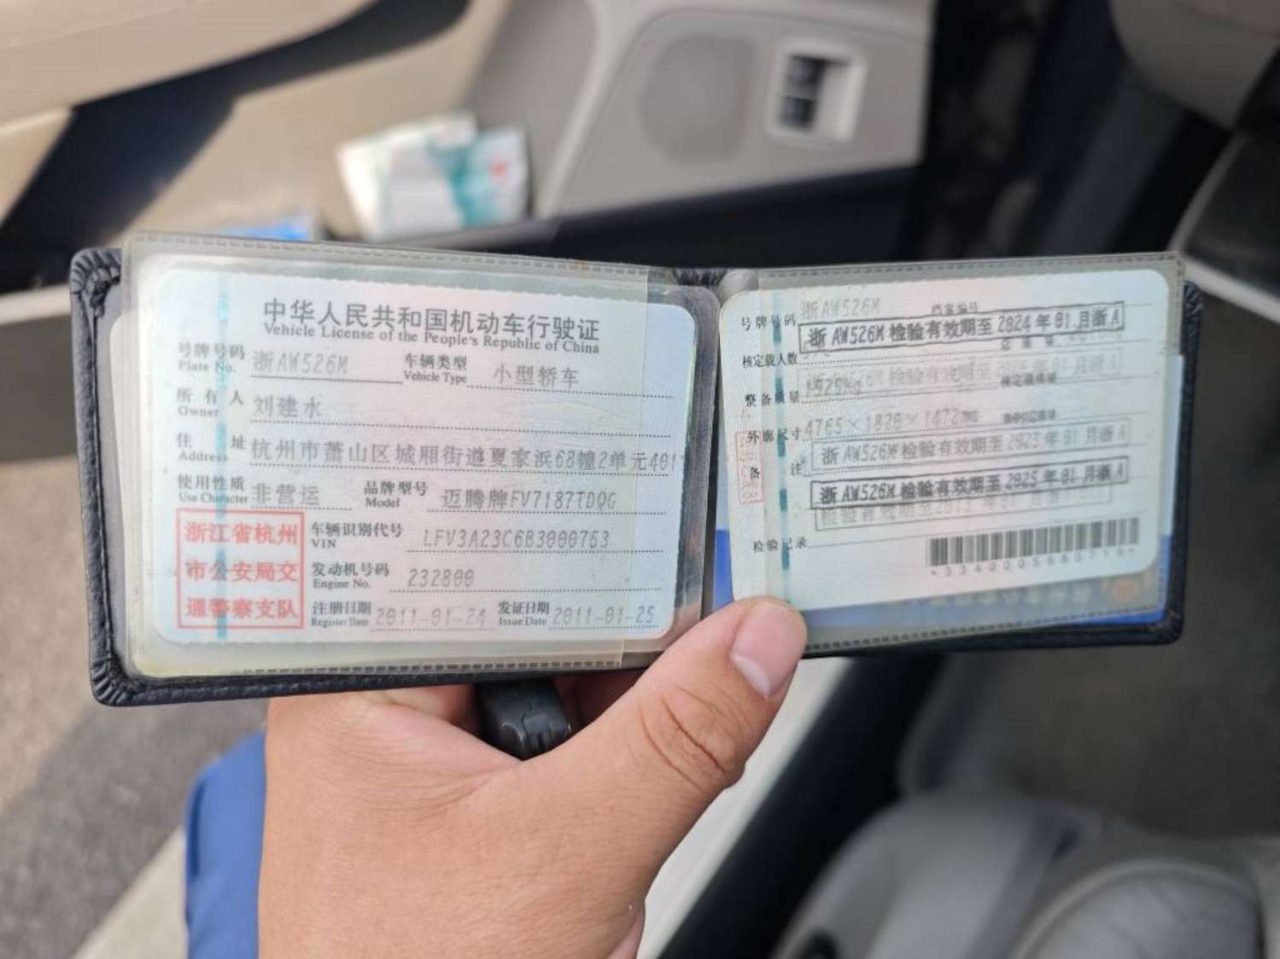 中华人民共和国机动车行驶证
Vehicle License of the People's Republic of China
号牌号码 浙AW526M 车辆类型 小型轿车
Plate No. Vehicle Type
所有人 刘建水
Owner
住址 杭州市萧山区城厢街道夏家浜68幢2单元401
Address
使用性质 非营运 品牌型号 迈腾牌FV7187TDQG
Use Character Model
浙江省杭州
市公安局交
通警察支队
车辆识别代号 LFV3A23C6B3000763
VIN
发动机号码 232800
Engine No.
注册日期 2011-01-24 发证日期 2011-01-25
Register Date Issue Date
号牌号码 浙AW526M 档案编号
浙AW526M 检验有效期至 2024年01月浙A
核定载人数
整备质量 1525kg
外廓尺寸 4765×1820×1472mm
浙AW526M 检验有效期至 2023年01月浙A
备注
浙AW526M 检验有效期至 2025年01月浙A
检验记录